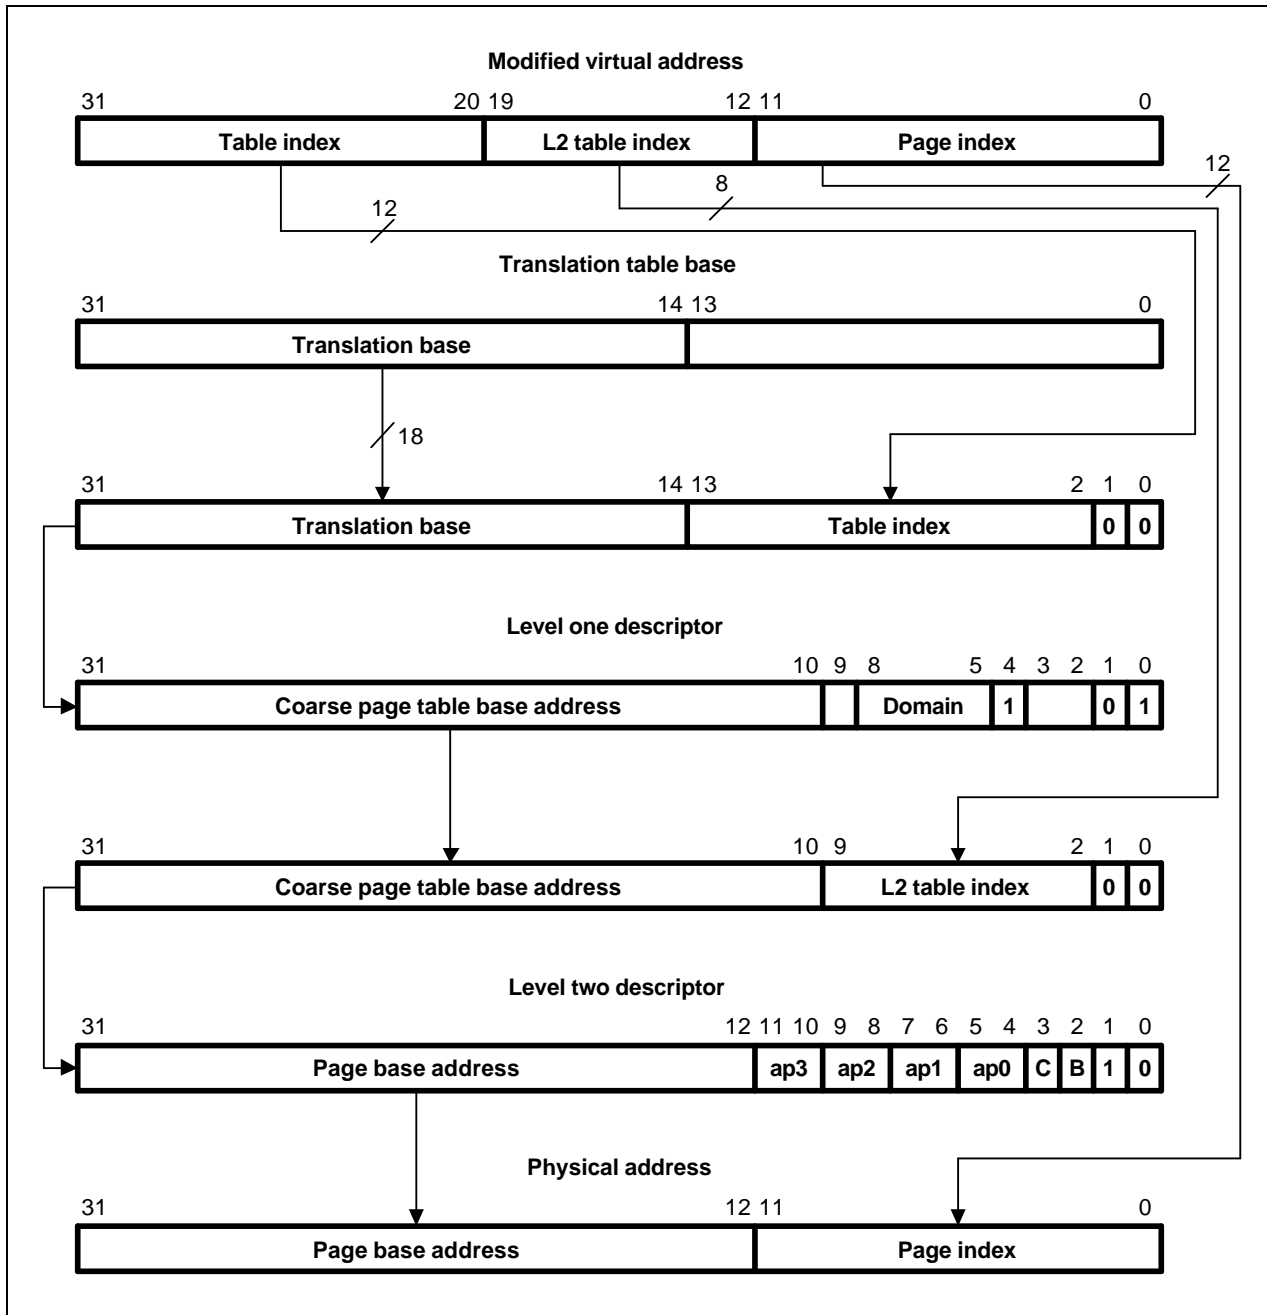 Modified virtual address
31 20 19 12 11 0
Table index L2 table index Page index
12
8
12
Translation table base
31 14 13 0
Translation base
18
31 14 13 2 1 0
Translation base Table index 0 0
Level one descriptor
31 10 9 8 5 4 3 2 1 0
Coarse page table base address Domain 1 0 1
31 10 9 2 1 0
Coarse page table base address L2 table index 0 0
Level two descriptor
31 12 11 10 9 8 7 6 5 4 3 2 1 0
Page base address ap3 ap2 ap1 ap0 C B 1 0
Physical address
31 12 11 0
Page base address Page index